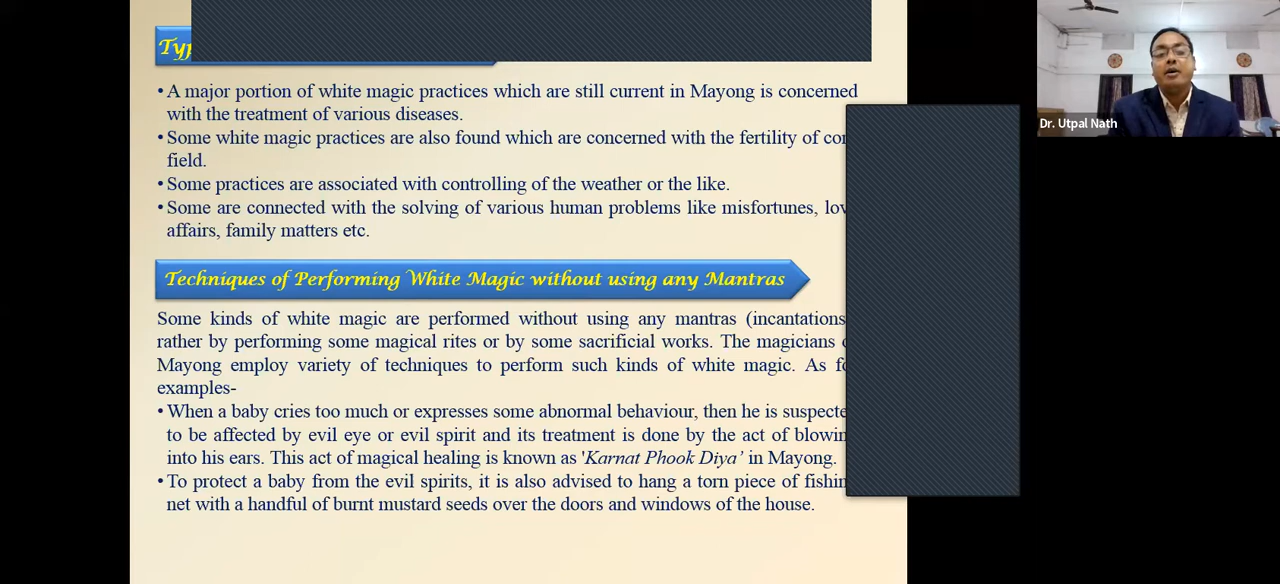 • A major portion of white magic practices which are still current in Mayong is concerned
with the treatment of various diseases.
• Some white magic practices are also found which are concerned with the fertility of
field.
• Some practices are associated with controlling of the weather or the like.
• Some are connected with the solving of various human problems like misfortunes,
affairs, family matters etc.
Techniques of Performing White Magic without using any Mantras
Some kinds of white magic are performed without using any mantras (incantations
rather by performing some magical rites or by some sacrificial works. The magicians
Mayong employ variety of techniques to perform such kinds of white magic. As
examples-
• When a baby cries too much or expresses some abnormal behaviour, then he is
to be affected by evil eye or evil spirit and its treatment is done by the act of
into his ears. This act of magical healing is known as 'Karnat Phook Diya’ in Mayong.
• To protect a baby from the evil spirits, it is also advised to hang a torn piece of
net with a handful of burnt mustard seeds over the doors and windows of the house.
Dr. Utpal Nath